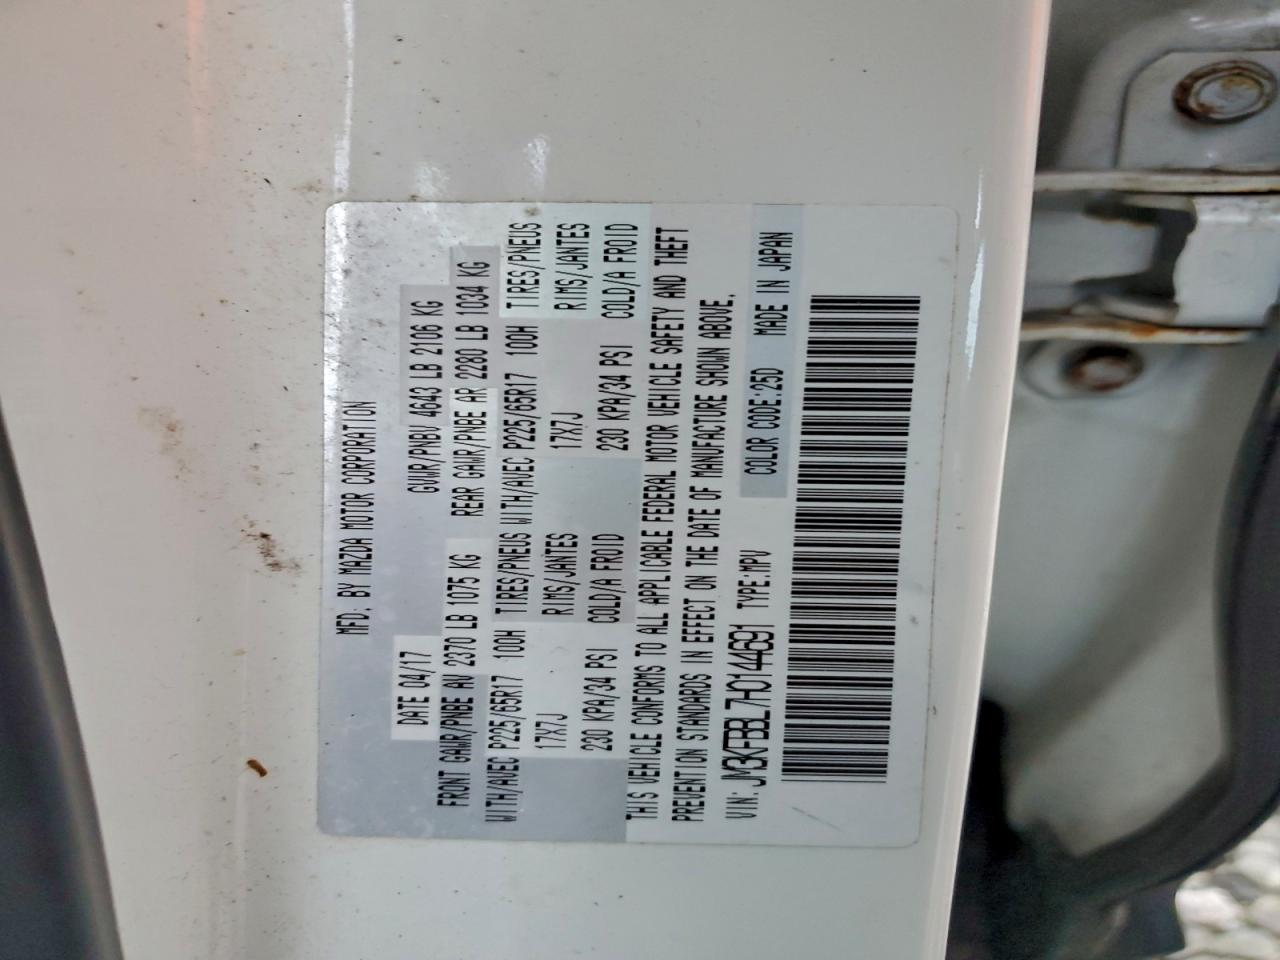 MFD. BY MAZDA MOTOR CORPORATION
DATE 04/17 GVWR/PNBV 4643 LB 2106 KG
FRONT GAWR/PNBE AV 2370 LB 1075 KG REAR GAWR/PNBE AR 2280 LB 1034 KG
WITH/AVEC P225/65R17 100H TIRES/PNEUS WITH/AVEC P225/65R17 100H TIRES/PNEUS
17X7J RIMS/JANTES 17X7J RIMS/JANTES
230 KPA/34 PSI COLD/A FROID 230 KPA/34 PSI COLD/A FROID
THIS VEHICLE CONFORMS TO ALL APPLICABLE FEDERAL MOTOR VEHICLE SAFETY AND THEFT
PREVENTION STANDARDS IN EFFECT ON THE DATE OF MANUFACTURE SHOWN ABOVE.
VIN: JM3KFBBL7H0144691 TYPE:MPV COLOR CODE:25D MADE IN JAPAN